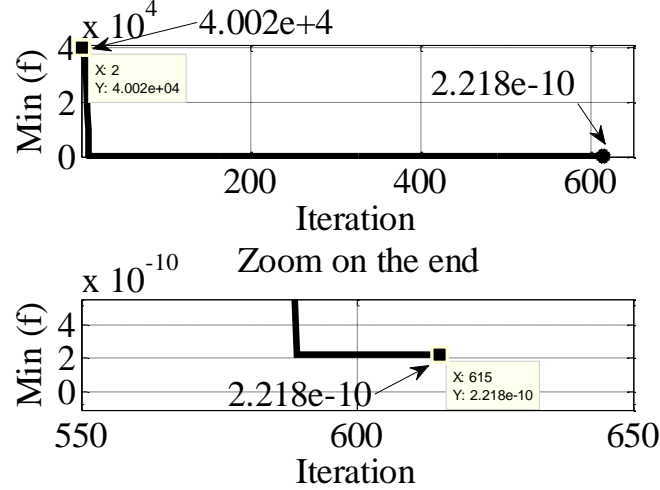 x 10^4
4.002e+4
4
X: 2
Y: 4.002e+04
2.218e-10
2
0
Min (f)
200
400
600
Iteration
Zoom on the end
x 10^-10
4
2
0
Min (f)
2.218e-10
X: 615
Y: 2.218e-10
550
600
650
Iteration